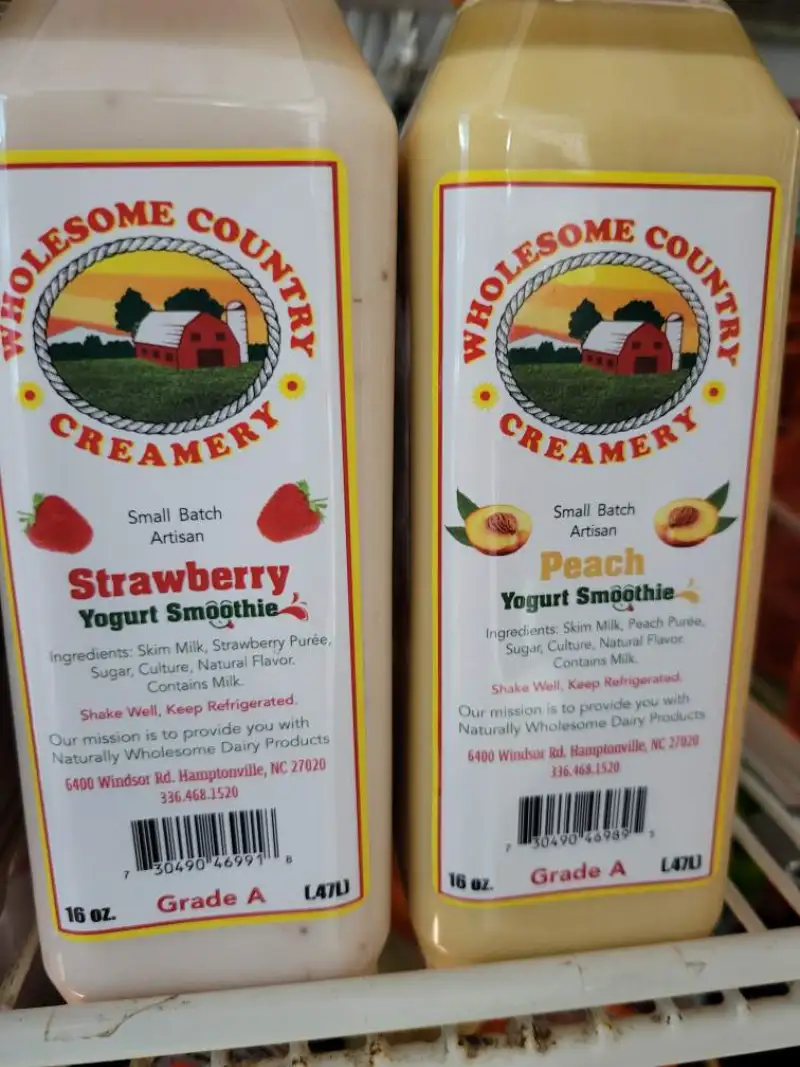 WHOLESOME COUNTRY
CREAMERY
Small Batch
Artisan
Strawberry
Yogurt Smoothie
Ingredients: Skim Milk, Strawberry Purée,
Sugar, Culture, Natural Flavor.
Contains Milk.
Shake Well, Keep Refrigerated.
Our mission is to provide you with
Naturally Wholesome Dairy Products
6400 Windsor Rd. Hamptonville, NC 27020
336.468.1520
7 30490 46991 8
16 oz. Grade A (.47L)
WHOLESOME COUNTRY
CREAMERY
Small Batch
Artisan
Peach
Yogurt Smoothie
Ingredients: Skim Milk, Peach Purée,
Sugar, Culture, Natural Flavor.
Contains Milk.
Shake Well, Keep Refrigerated.
Our mission is to provide you with
Naturally Wholesome Dairy Products
6400 Windsor Rd. Hamptonville, NC 27020
336.468.1520
7 30490 46989 5
16 oz. Grade A (.47L)